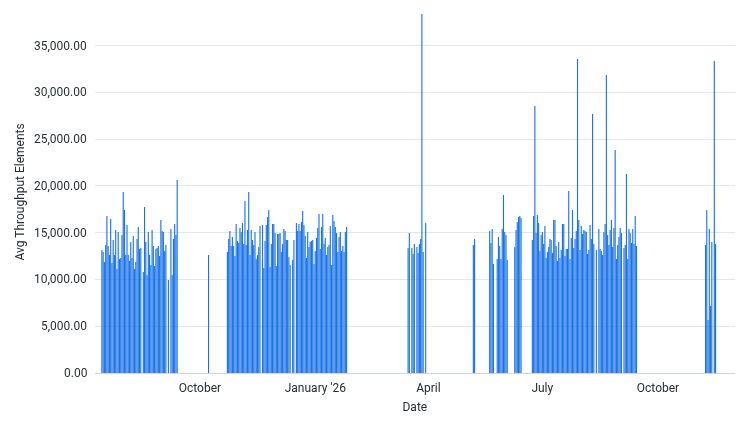 Avg Throughput Elements
35,000.00
30,000.00
25,000.00
20,000.00
15,000.00
10,000.00
5,000.00
0.00
October
January '26
April
July
October
Date